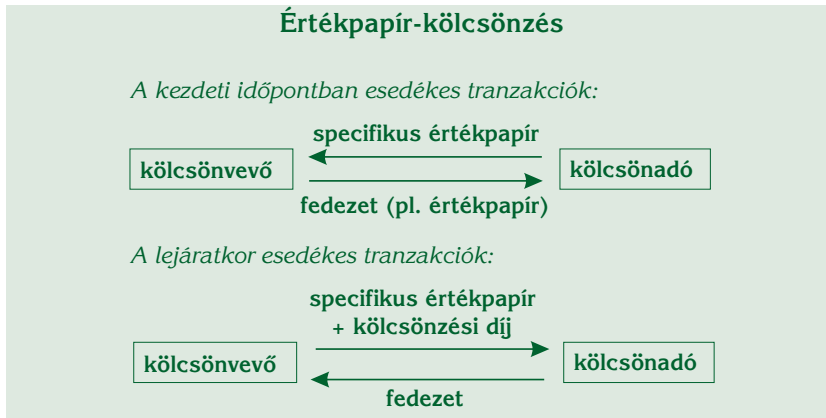 Értékpapír-kölcsönzés
A kezdeti időpontban esedékes tranzakciók:
specifikus értékpapír
kölcsönvevő
kölcsönadó
fedezet (pl. értékpapír)
A lejáratkor esedékes tranzakciók:
specifikus értékpapír
+ kölcsönzési díj
kölcsönvevő
kölcsönadó
fedezet